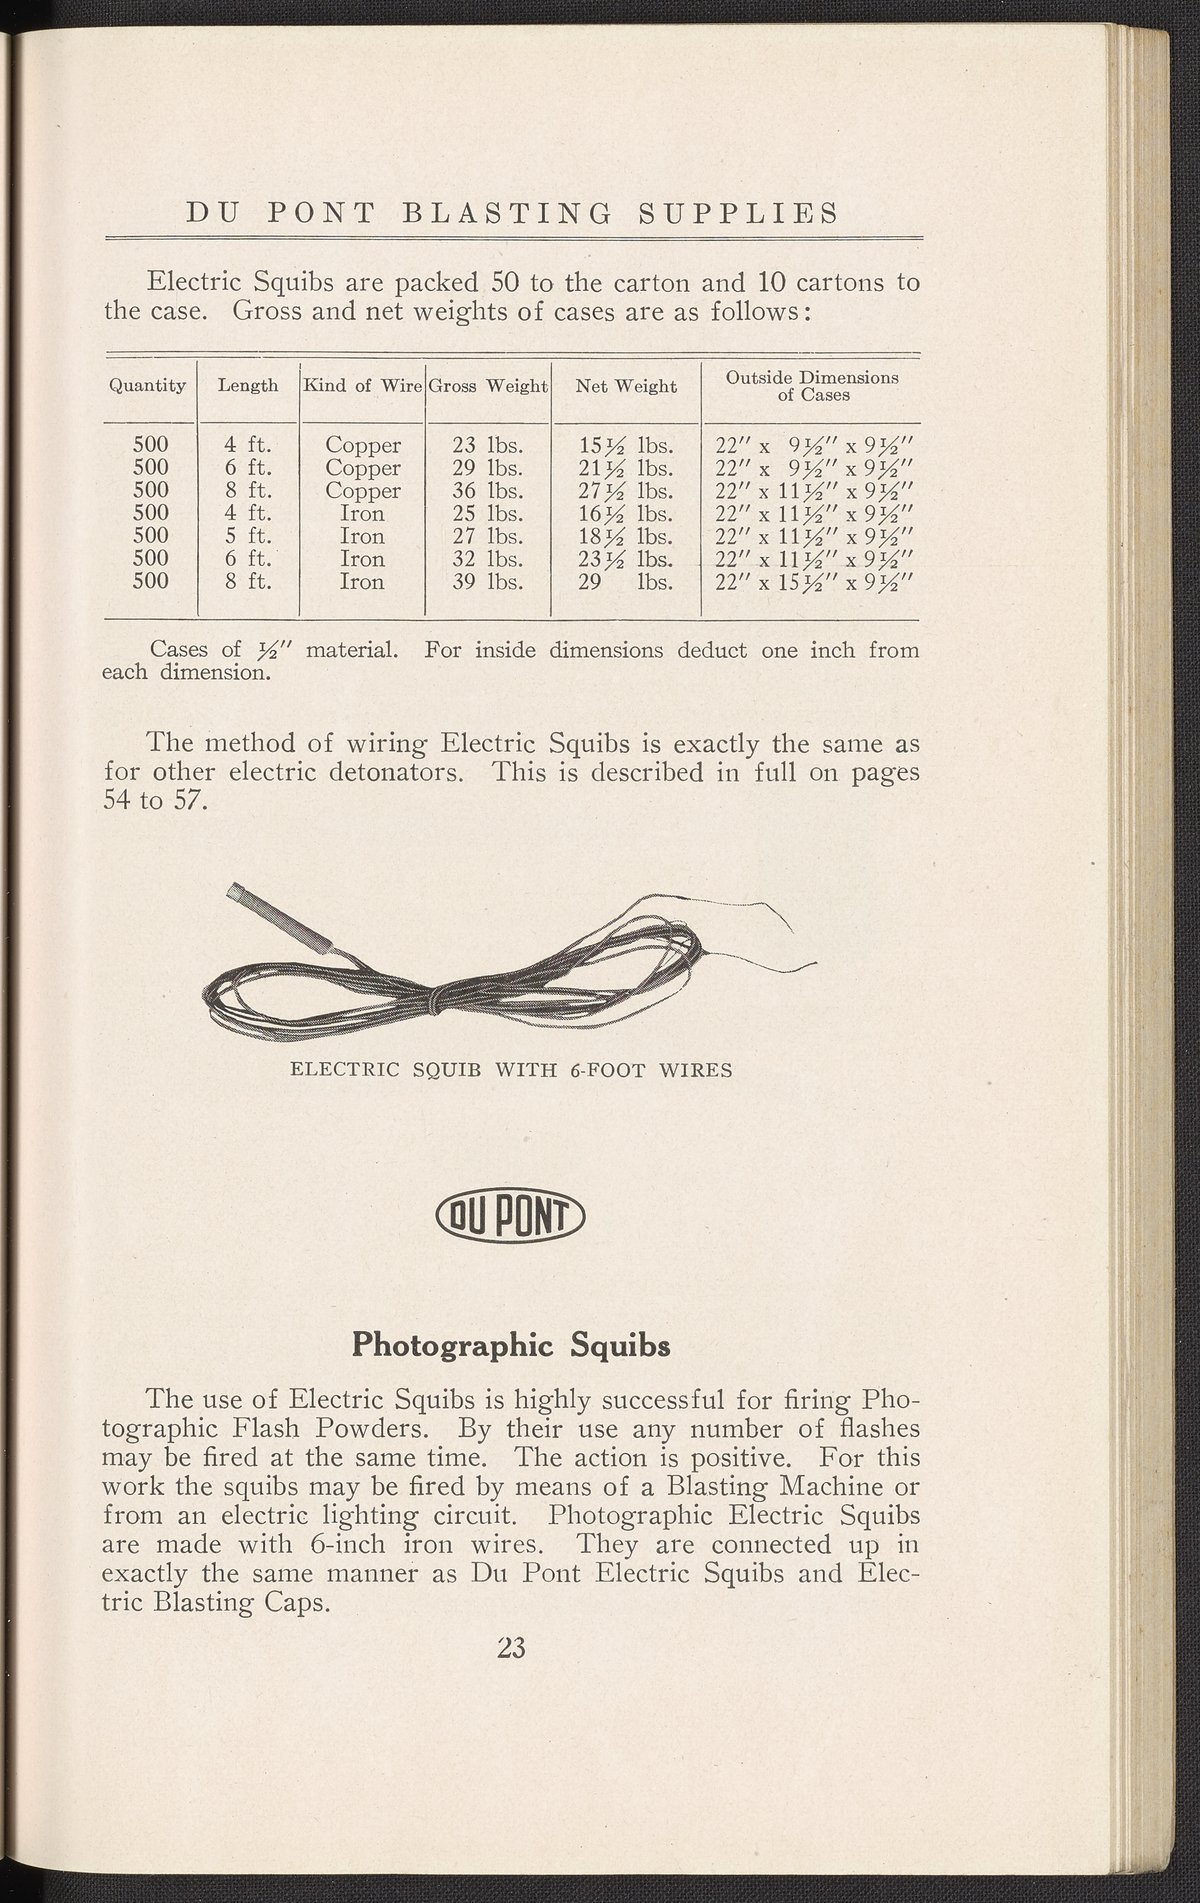 DU PONT BLASTING SUPPLIES
Electric Squibs are packed 50 to the carton and 10 cartons to
the case. Gross and net weights of cases are as follows:
Quantity Length Kind of Wire Gross Weight Net Weight Outside Dimensions of Cases
500 4 ft. Copper 23 lbs. 15½ lbs. 22″ x 9½″ x 9½″
500 6 ft. Copper 29 lbs. 21½ lbs. 22″ x 9½″ x 9½″
500 8 ft. Copper 36 lbs. 27½ lbs. 22″ x 11½″ x 9½″
500 4 ft. Iron 25 lbs. 16½ lbs. 22″ x 11½″ x 9½″
500 5 ft. Iron 27 lbs. 18½ lbs. 22″ x 11½″ x 9½″
500 6 ft. Iron 32 lbs. 23½ lbs. 22″ x 11½″ x 9½″
500 8 ft. Iron 39 lbs. 29 lbs. 22″ x 15½″ x 9½″
Cases of ½″ material. For inside dimensions deduct one inch from
each dimension.
The method of wiring Electric Squibs is exactly the same as
for other electric detonators. This is described in full on pages
54 to 57.
ELECTRIC SQUIB WITH 6-FOOT WIRES
DU PONT
Photographic Squibs
The use of Electric Squibs is highly successful for firing Pho-
tographic Flash Powders. By their use any number of flashes
may be fired at the same time. The action is positive. For this
work the squibs may be fired by means of a Blasting Machine or
from an electric lighting circuit. Photographic Electric Squibs
are made with 6-inch iron wires. They are connected up in
exactly the same manner as Du Pont Electric Squibs and Elec-
tric Blasting Caps.
23